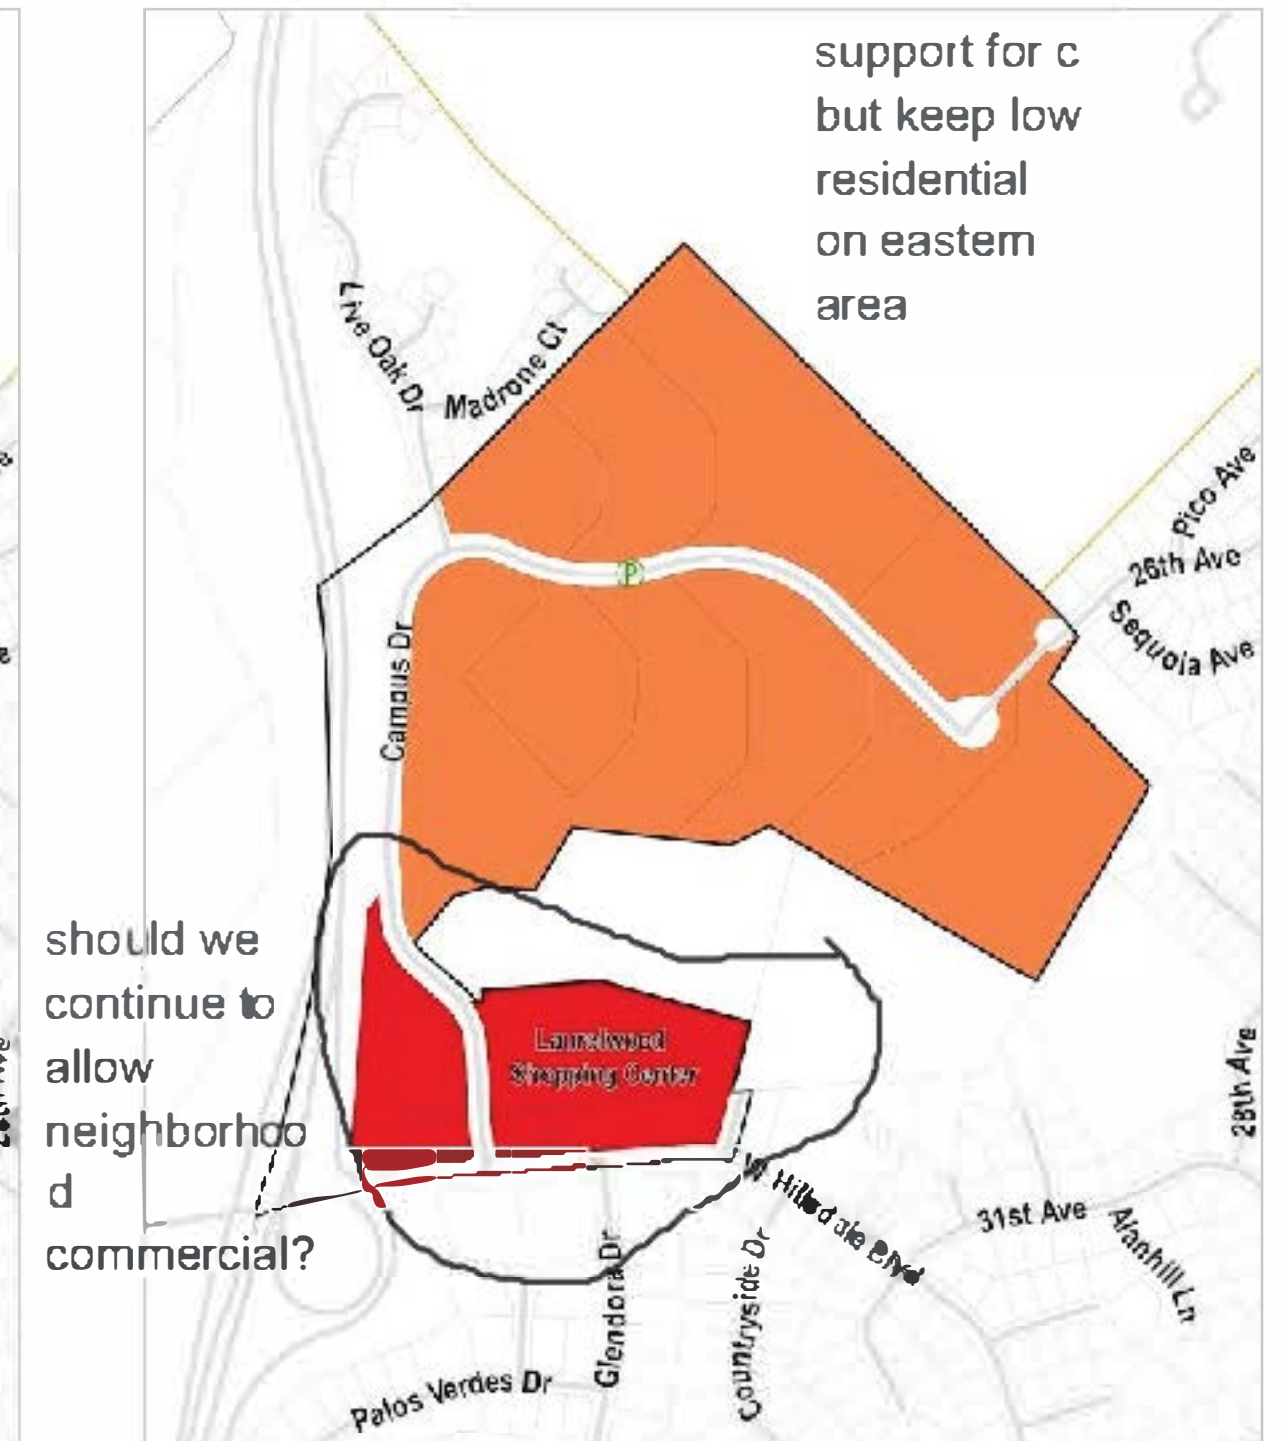 support for c
but keep low
residential
on eastern
area
Live Oak Dr
Madrone Ct
Pico Ave
26th Ave
Sequoia Ave
P
Campus Dr
should we
continue to
allow
neighborhoo
d
commercial?
Laurelwood
Shopping Center
28th Ave
W Hillsdale Blvd
31st Ave
Alanhill Ln
Glendora Dr
Countryside Dr
Palos Verdes Dr